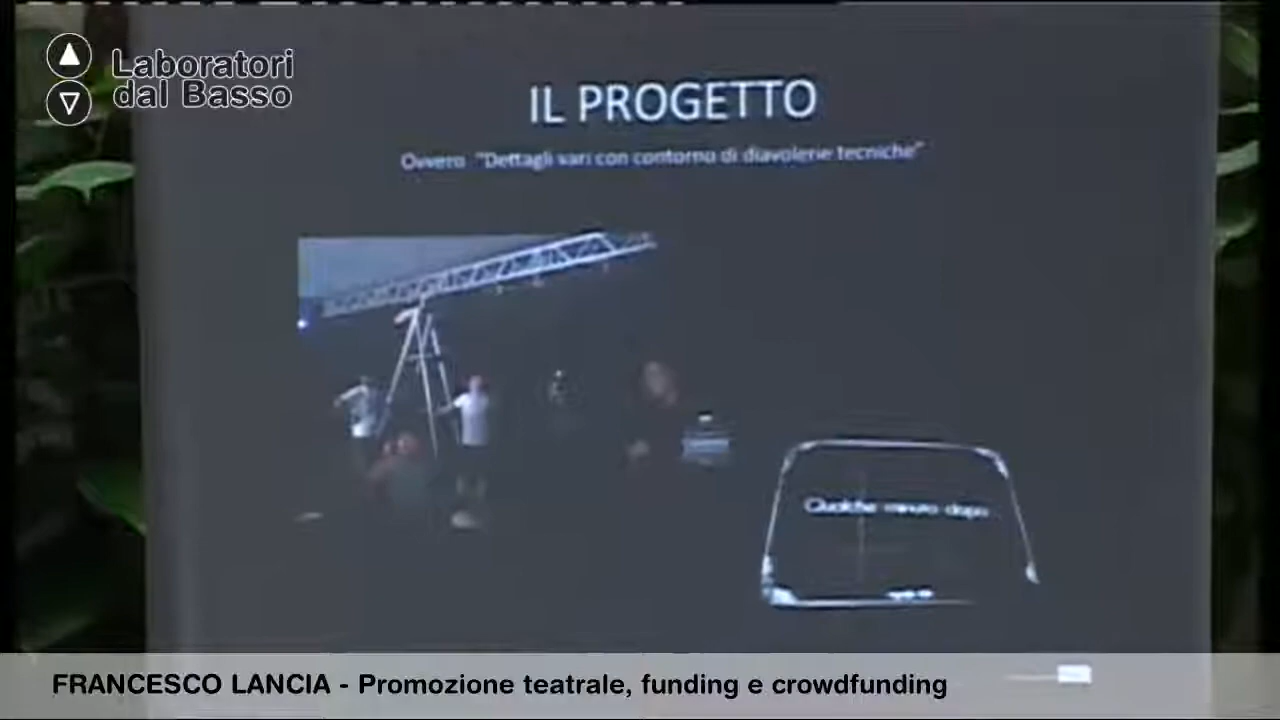 Laboratori
dal Basso
IL PROGETTO
Ovvero "Dettagli vari con contorno di diavolerie tecniche"
Qualche minuto dopo
FRANCESCO LANCIA - Promozione teatrale, funding e crowdfunding